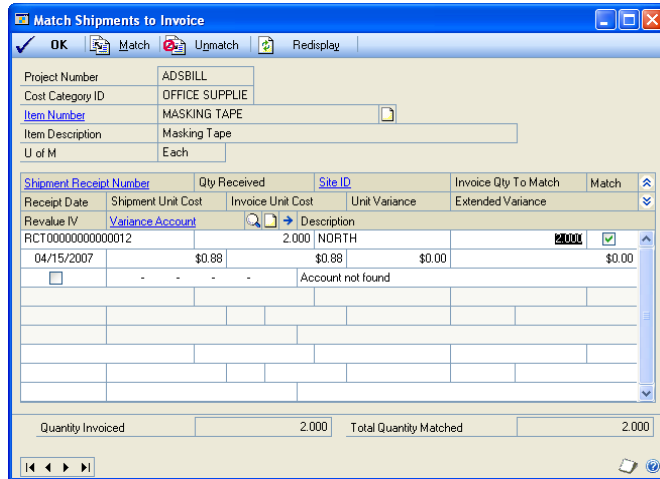 Match Shipments to Invoice
OK Match Unmatch Redisplay
Project Number ADSBILL
Cost Category ID OFFICE SUPPLIE
Item Number MASKING TAPE
Item Description Masking Tape
U of M Each
Shipment Receipt Number Qty Received Site ID Invoice Qty To Match Match
Receipt Date Shipment Unit Cost Invoice Unit Cost Unit Variance Extended Variance
Revalue IV Variance Account Description
RCT00000000000012 2.000 NORTH 2.000
04/15/2007 $0.88 $0.88 $0.00 $0.00
- - - - Account not found
Quantity Invoiced 2.000 Total Quantity Matched 2.000